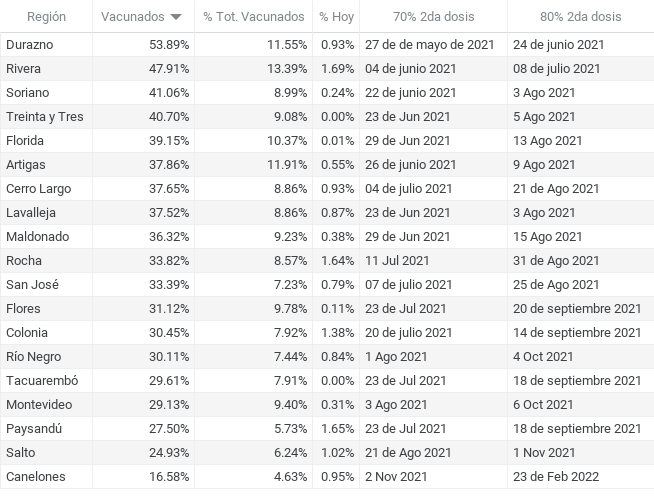 Región Vacunados % Tot. Vacunados % Hoy 70% 2da dosis 80% 2da dosis
Durazno 53.89% 11.55% 0.93% 27 de de mayo de 2021 24 de junio 2021
Rivera 47.91% 13.39% 1.69% 04 de junio 2021 08 de julio 2021
Soriano 41.06% 8.99% 0.24% 22 de junio 2021 3 Ago 2021
Treinta y Tres 40.70% 9.08% 0.00% 23 de Jun 2021 5 Ago 2021
Florida 39.15% 10.37% 0.01% 29 de Jun 2021 13 Ago 2021
Artigas 37.86% 11.91% 0.55% 26 de junio 2021 9 Ago 2021
Cerro Largo 37.65% 8.86% 0.93% 04 de julio 2021 21 de Ago 2021
Lavalleja 37.52% 8.86% 0.87% 23 de Jun 2021 3 Ago 2021
Maldonado 36.32% 9.23% 0.38% 29 de Jun 2021 15 Ago 2021
Rocha 33.82% 8.57% 1.64% 11 Jul 2021 31 de Ago 2021
San José 33.39% 7.23% 0.79% 07 de julio 2021 25 de Ago 2021
Flores 31.12% 9.78% 0.11% 23 de Jul 2021 20 de septiembre 2021
Colonia 30.45% 7.92% 1.38% 20 de julio 2021 14 de septiembre 2021
Río Negro 30.11% 7.44% 0.84% 1 Ago 2021 4 Oct 2021
Tacuarembó 29.61% 7.91% 0.00% 23 de Jul 2021 18 de septiembre 2021
Montevideo 29.13% 9.40% 0.31% 3 Ago 2021 6 Oct 2021
Paysandú 27.50% 5.73% 1.65% 23 de Jul 2021 18 de septiembre 2021
Salto 24.93% 6.24% 1.02% 21 de Ago 2021 1 Nov 2021
Canelones 16.58% 4.63% 0.95% 2 Nov 2021 23 de Feb 2022